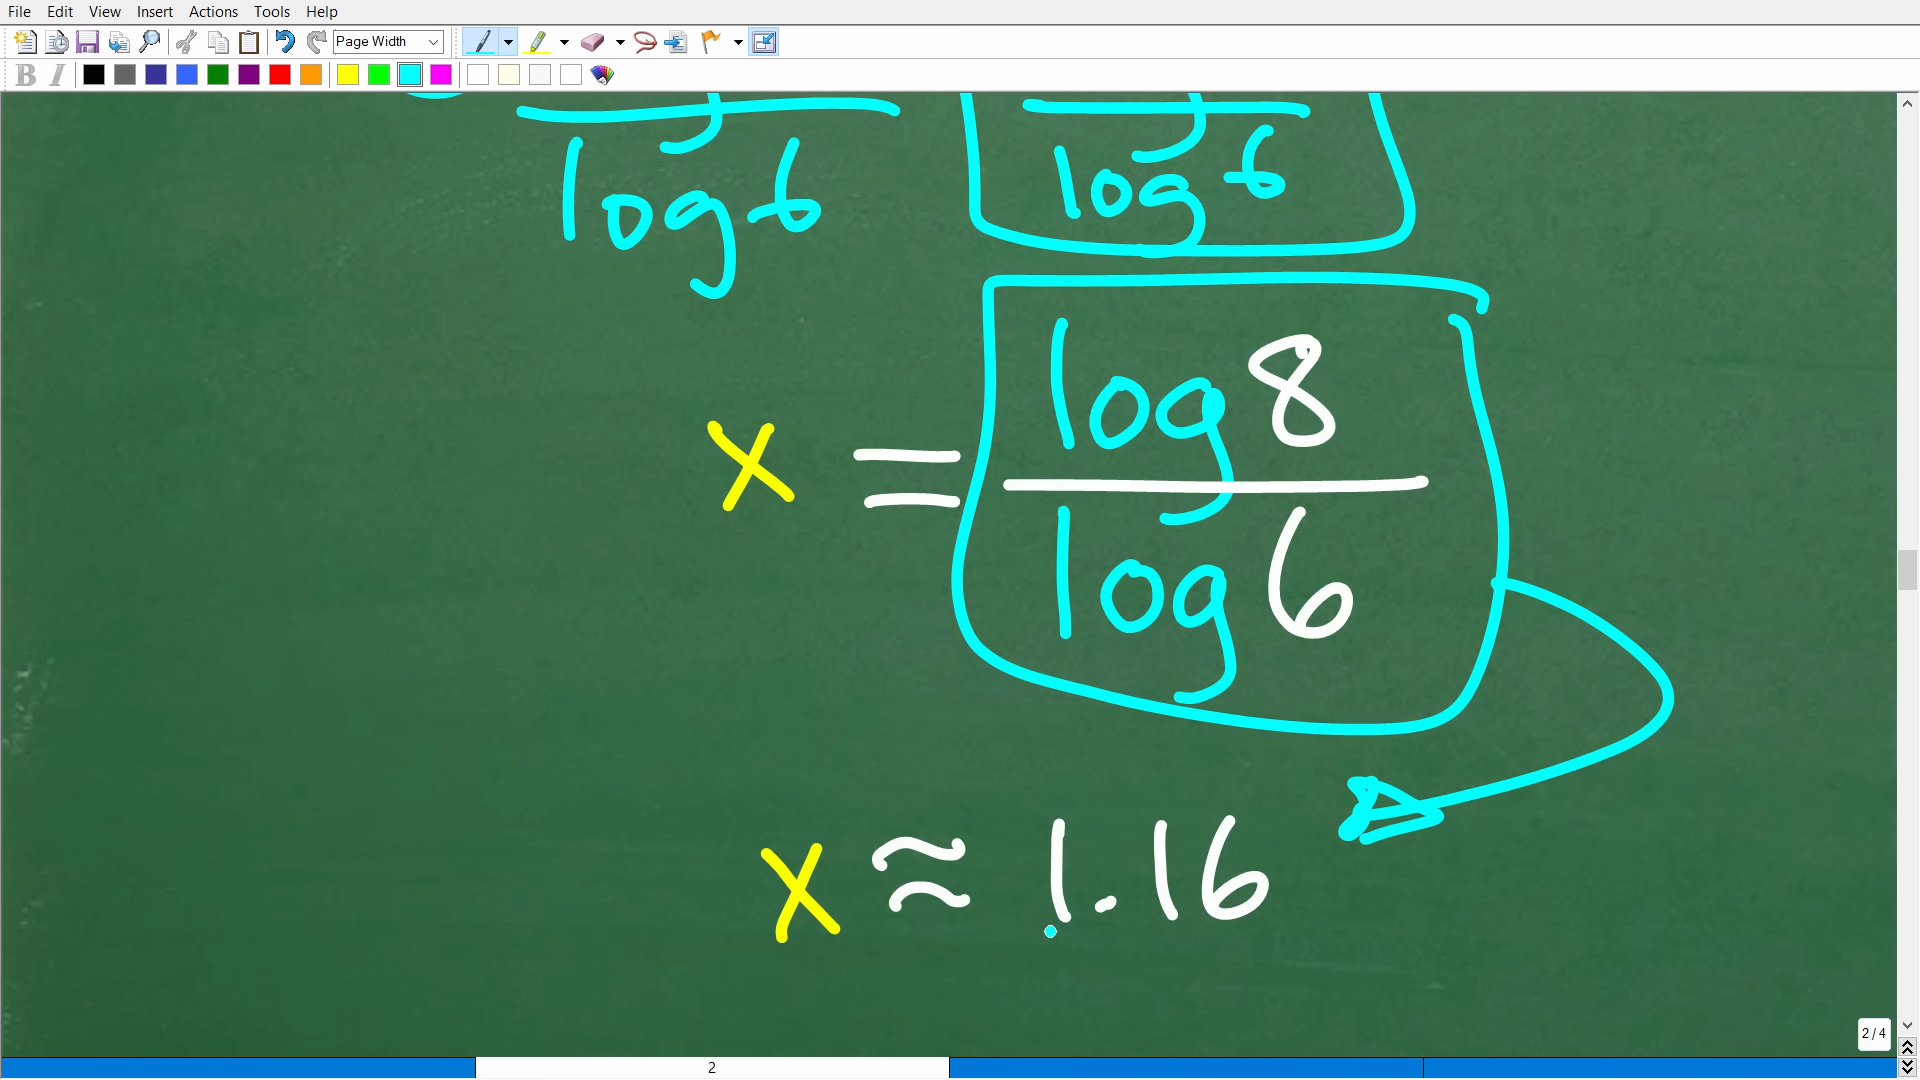 File Edit View Insert Actions Tools Help
Page Width
B I
log 6 log 6
x = log 8
log 6
x ≈ 1.16
2 / 4
2